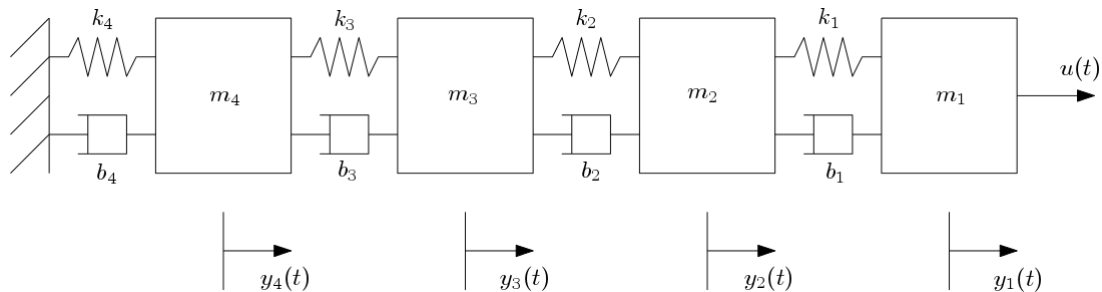 k₄ k₃ k₂ k₁
u(t)
m₄ m₃ m₂ m₁
b₄ b₃ b₂ b₁
y₄(t) y₃(t) y₂(t) y₁(t)